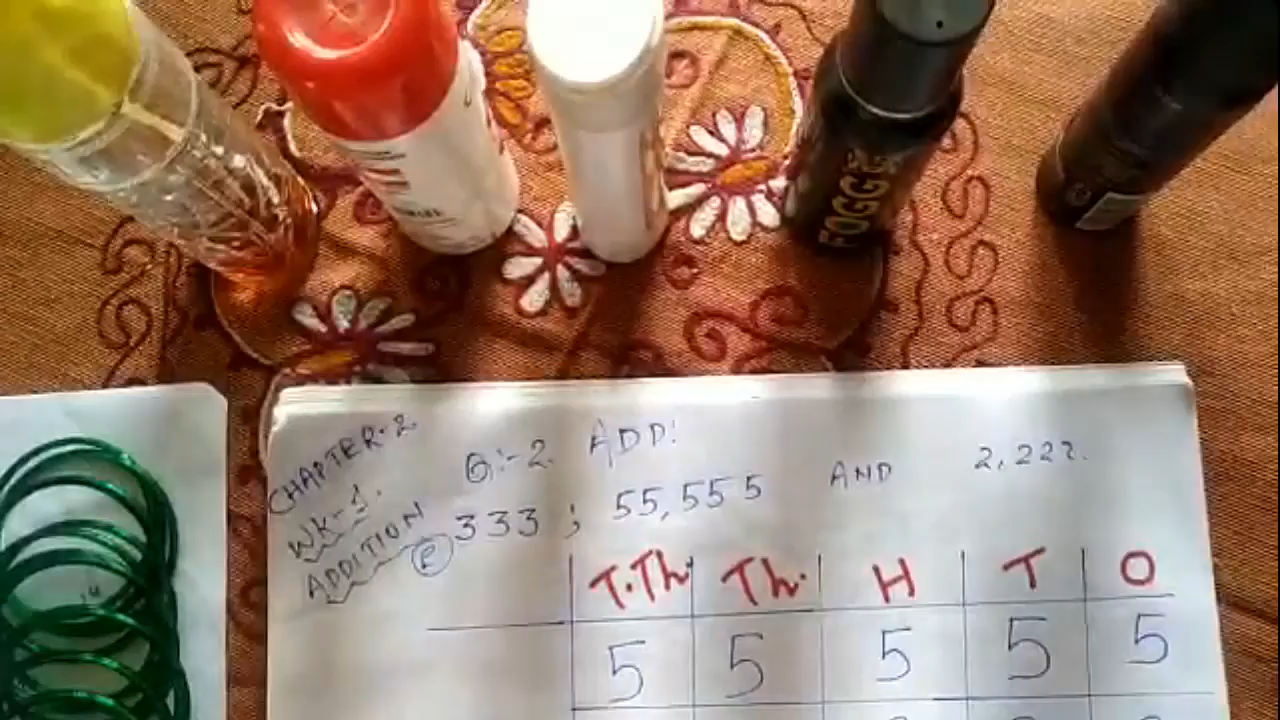 FOGG
CHAPTER-2
WK-1.
ADDITION
Q:-2 ADD!
e 333 ; 55,555 AND 2,222.
T.Th Th. H T O
5 5 5 5 5